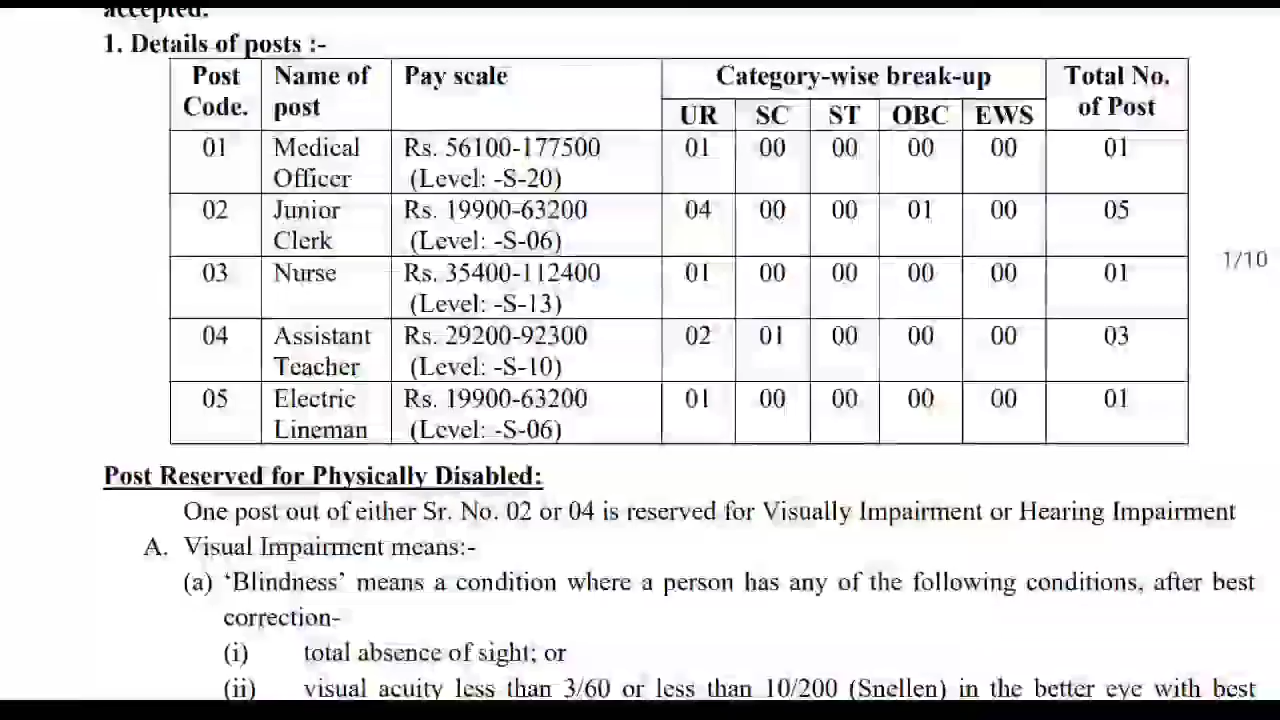 accepted.
1. Details of posts :-
Post Code. Name of post Pay scale Category-wise break-up Total No. of Post
UR SC ST OBC EWS
01 Medical Officer Rs. 56100-177500 (Level: -S-20) 01 00 00 00 00 01
02 Junior Clerk Rs. 19900-63200 (Level: -S-06) 04 00 00 01 00 05
03 Nurse Rs. 35400-112400 (Level: -S-13) 01 00 00 00 00 01
04 Assistant Teacher Rs. 29200-92300 (Level: -S-10) 02 01 00 00 00 03
05 Electric Lineman Rs. 19900-63200 (Level: -S-06) 01 00 00 00 00 01
1/10
Post Reserved for Physically Disabled:
One post out of either Sr. No. 02 or 04 is reserved for Visually Impairment or Hearing Impairment
A. Visual Impairment means:-
(a) ‘Blindness’ means a condition where a person has any of the following conditions, after best
correction-
(i) total absence of sight; or
(ii) visual acuity less than 3/60 or less than 10/200 (Snellen) in the better eye with best